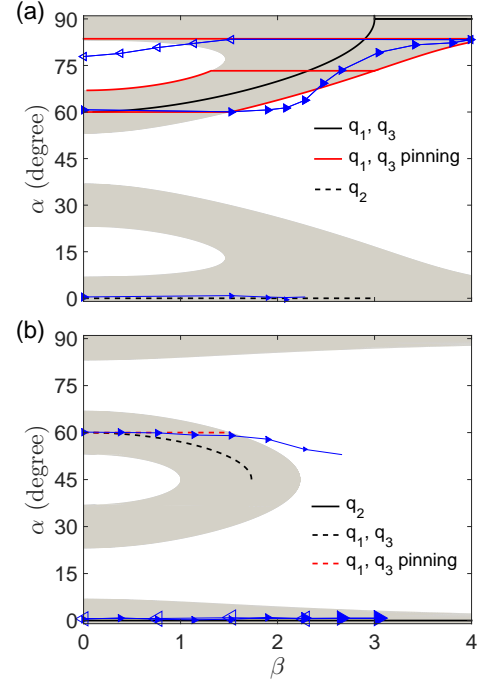 (a)
90
75
60
45
30
15
0
α (degree)
q1, q3
q1, q3 pinning
q2
(b)
90
75
60
45
30
15
0
α (degree)
q2
q1, q3
q1, q3 pinning
0
1
2
3
4
β